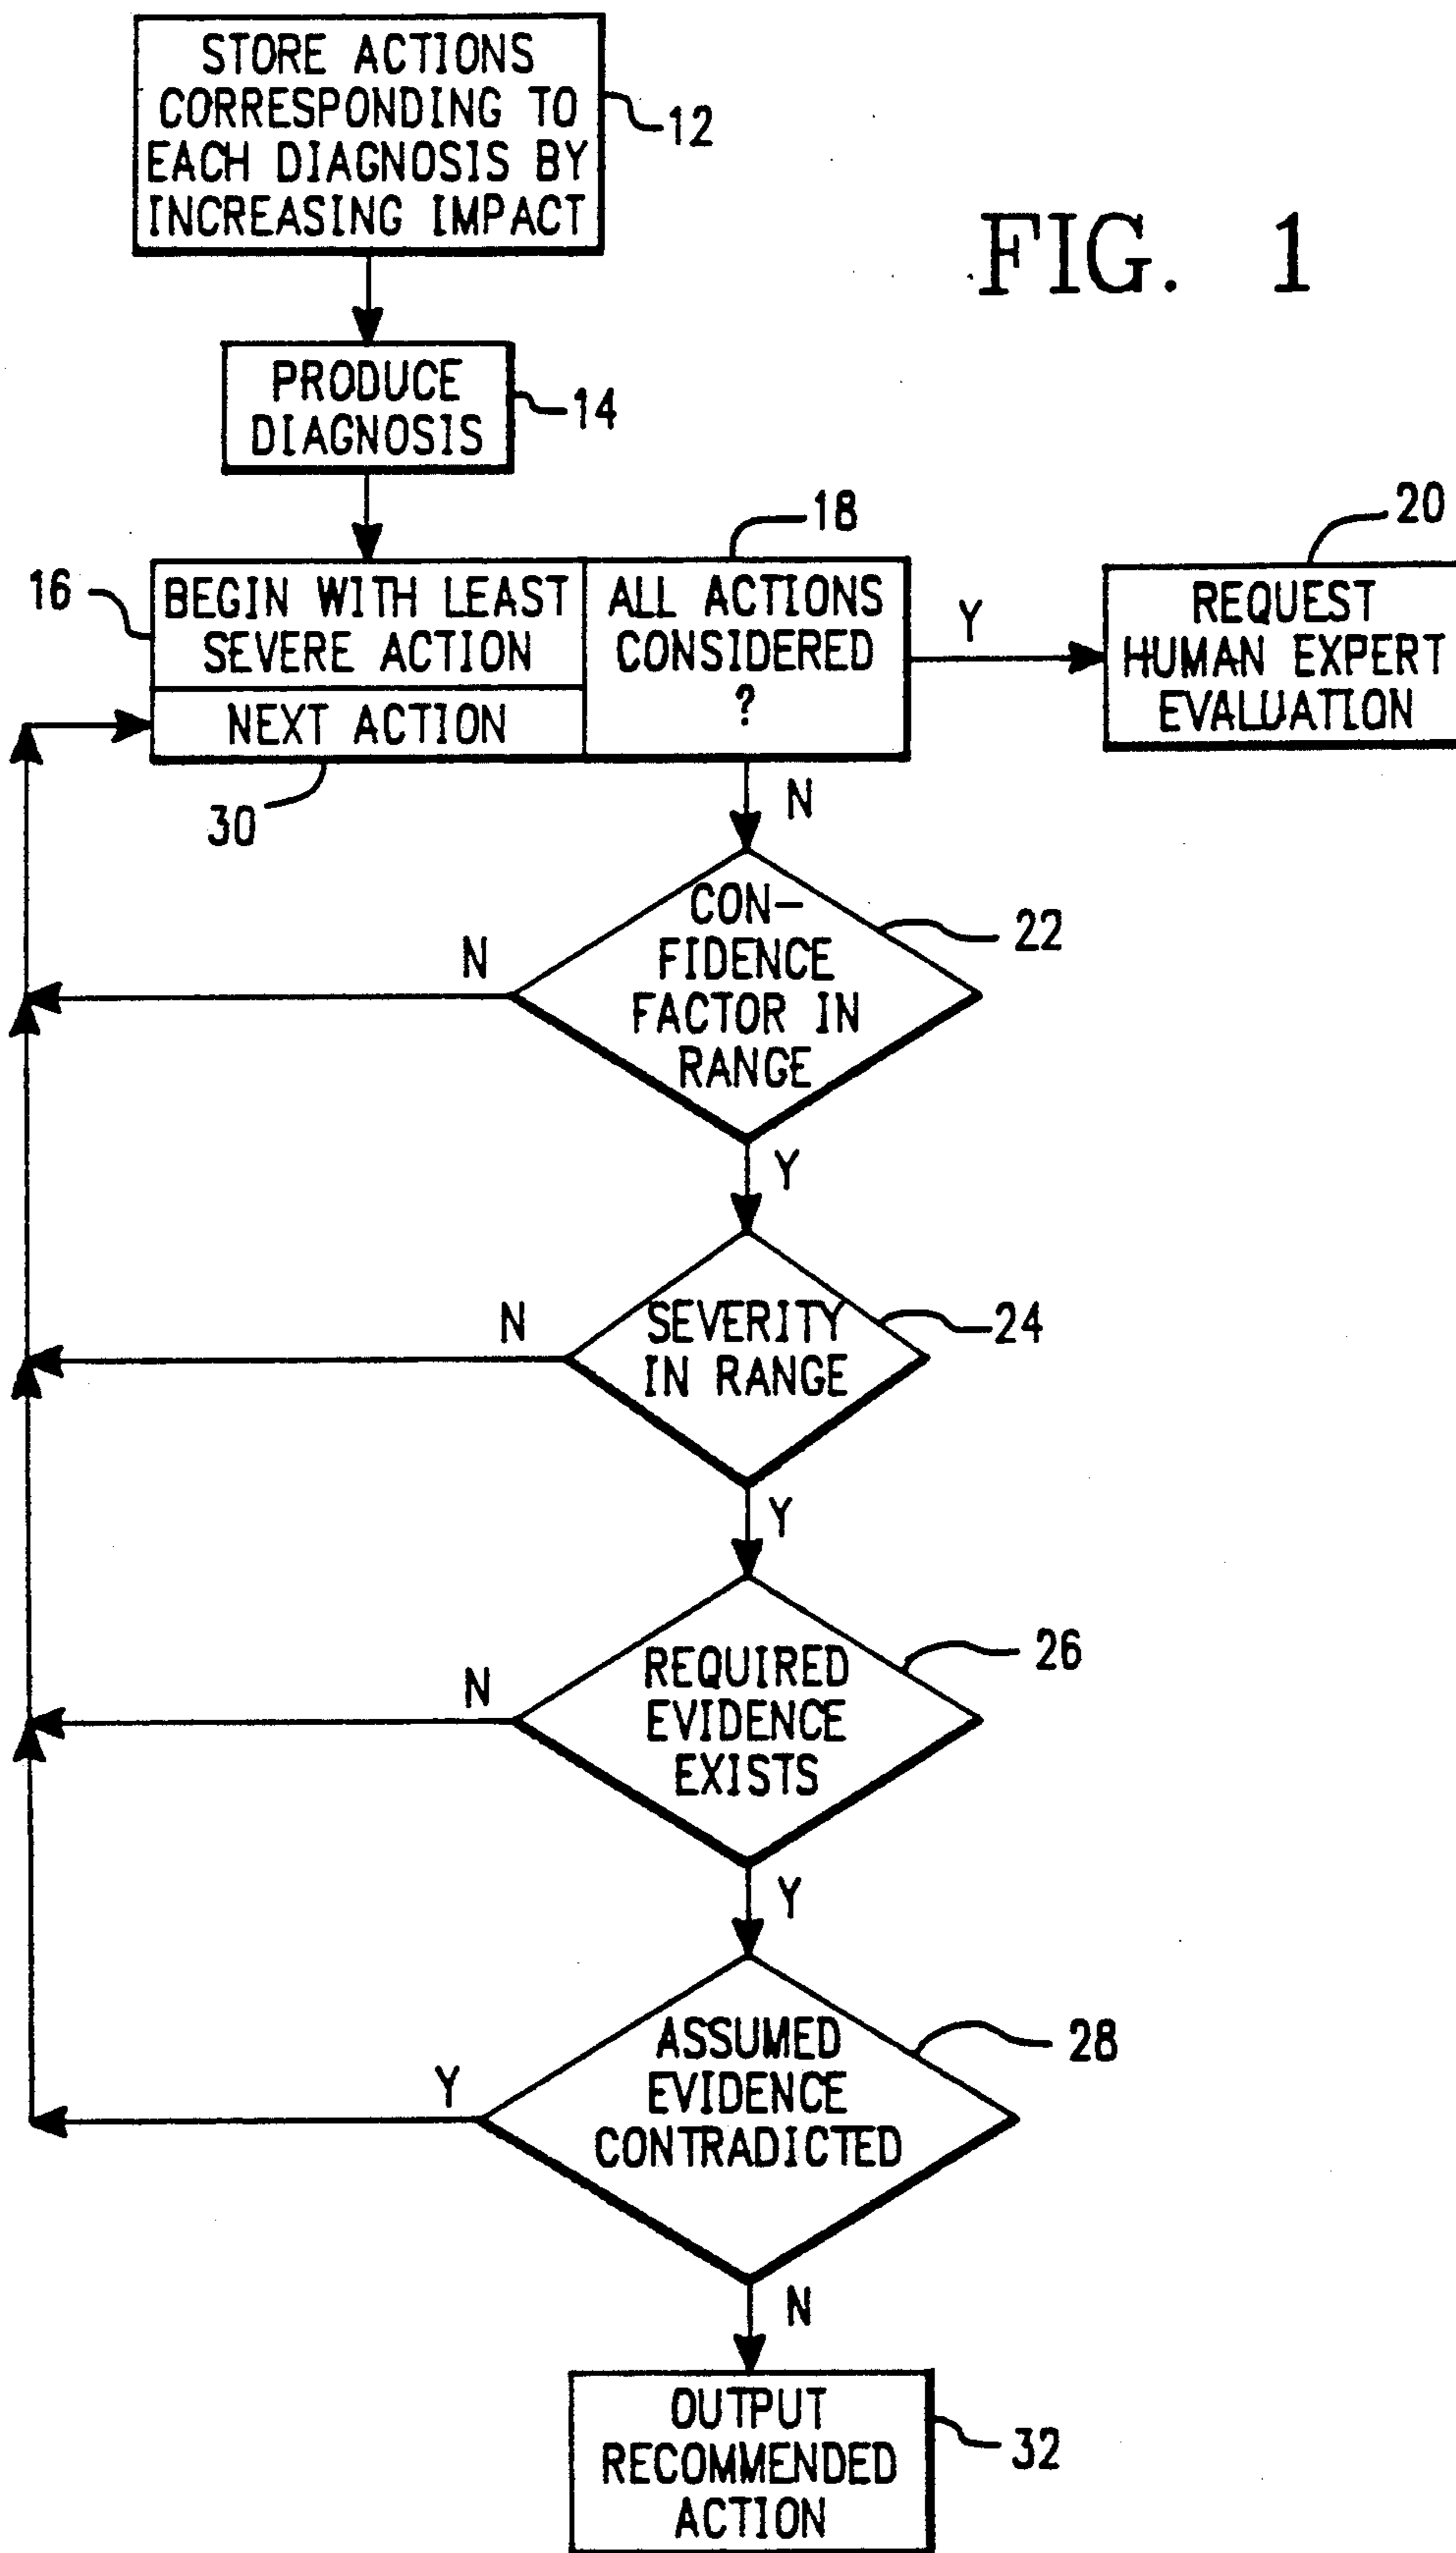 STORE ACTIONS
CORRESPONDING TO
EACH DIAGNOSIS BY
INCREASING IMPACT
12
FIG. 1
PRODUCE
DIAGNOSIS
14
16
BEGIN WITH LEAST
SEVERE ACTION
NEXT ACTION
30
18
ALL ACTIONS
CONSIDERED
?
Y
20
REQUEST
HUMAN EXPERT
EVALUATION
N
CON-
FIDENCE
FACTOR IN
RANGE
22
N
Y
SEVERITY
IN RANGE
24
N
Y
REQUIRED
EVIDENCE
EXISTS
26
N
Y
ASSUMED
EVIDENCE
CONTRADICTED
28
Y
N
OUTPUT
RECOMMENDED
ACTION
32